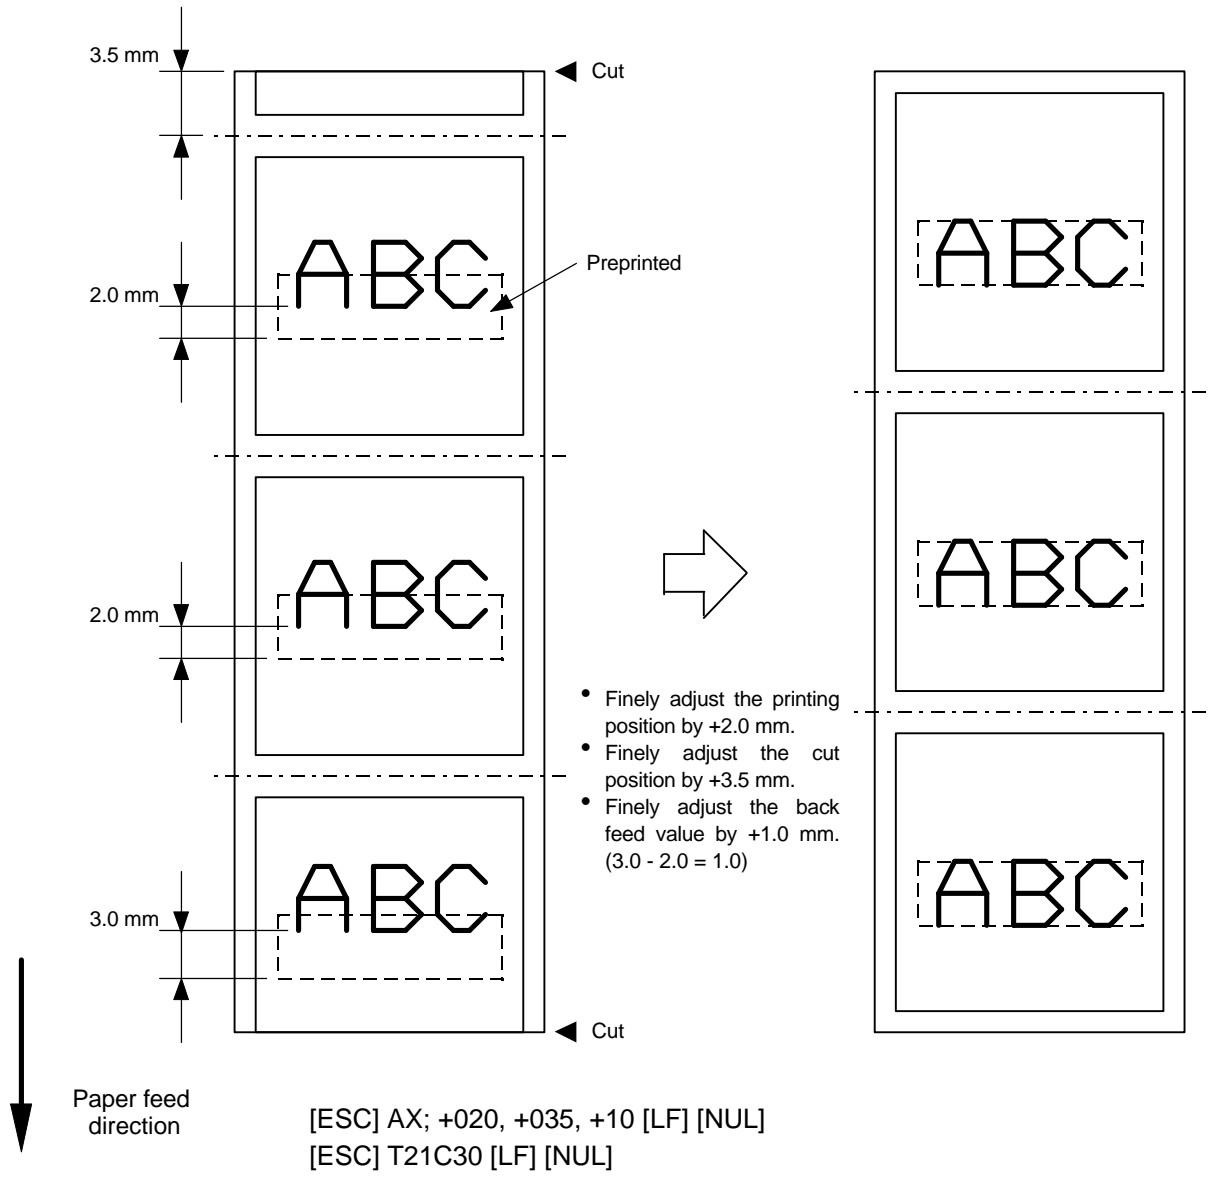 3.5 mm
Cut
ABC
Preprinted
2.0 mm
ABC
ABC
2.0 mm
ABC
• Finely adjust the printing
position by +2.0 mm.
• Finely adjust the cut
position by +3.5 mm.
• Finely adjust the back
feed value by +1.0 mm.
(3.0 - 2.0 = 1.0)
ABC
3.0 mm
ABC
Cut
Paper feed
direction
[ESC] AX; +020, +035, +10 [LF] [NUL]
[ESC] T21C30 [LF] [NUL]